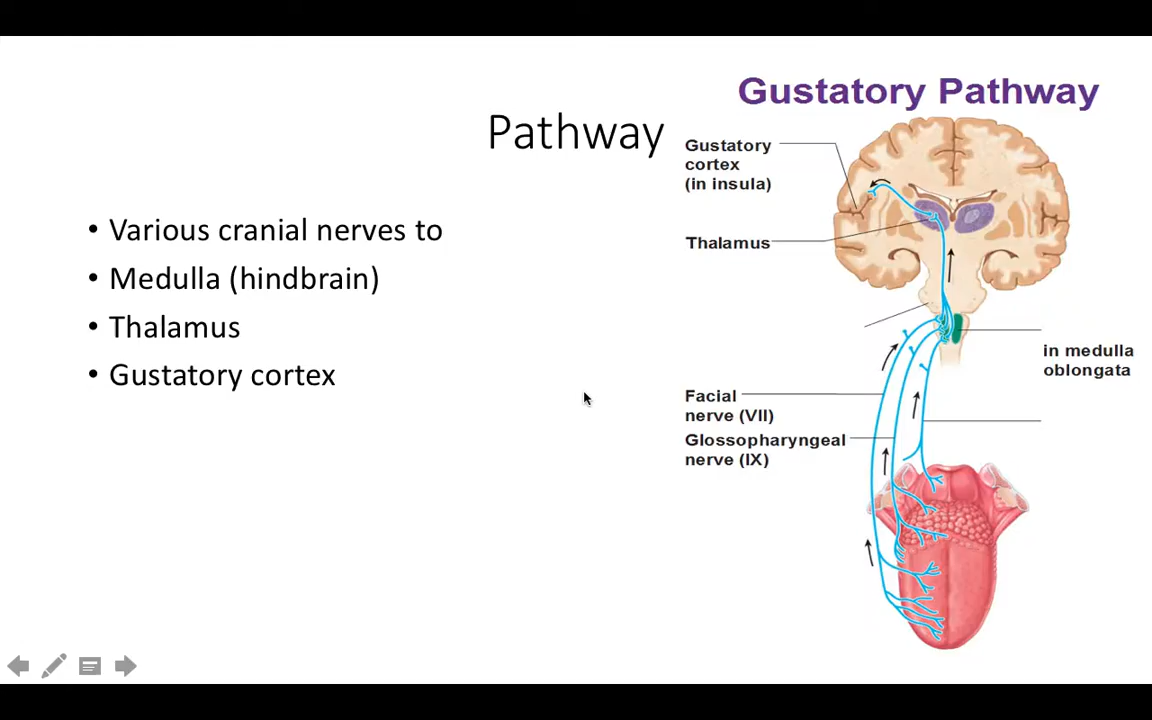 Gustatory Pathway
Pathway
• Various cranial nerves to
• Medulla (hindbrain)
• Thalamus
• Gustatory cortex
Gustatory
cortex
(in insula)
Thalamus
in medulla
oblongata
Facial
nerve (VII)
Glossopharyngeal
nerve (IX)